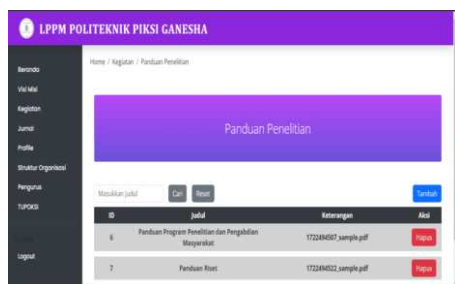 LPPM POLITEKNIK PIKSI GANESHA
Home / Kegiatan / Panduan Penelitian
Beranda
Visi Misi
Kegiatan
Jurnal
Profile
Struktur Organisasi
Pengurus
TUPOKSI
Logout
Panduan Penelitian
Masukkan Judul
Cari
Reset
Tambah
ID Judul Keterangan Aksi
6 Panduan Program Penelitian dan Pengabdian Masyarakat 1722494507_sample.pdf Hapus
7 Panduan Riset 1722494522_sample.pdf Hapus